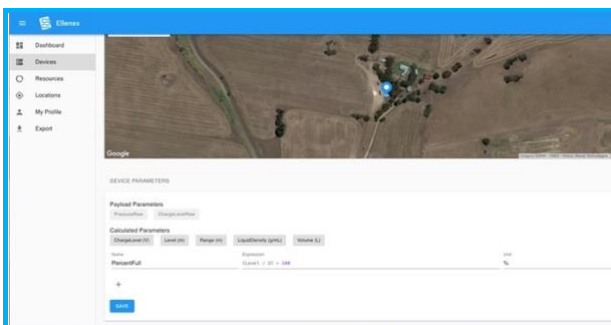 Ellenex
Dashboard
Devices
Resources
Locations
My Profile
Export
Google
DEVICE PARAMETERS
Payload Parameters
PressureRaw ChargeLevelRaw
Calculated Parameters
ChargeLevel (V) Level (m) Range (m) LiquidDensity (g/mL) Volume (L)
Name Expression Unit
PercentFull %
+
SAVE